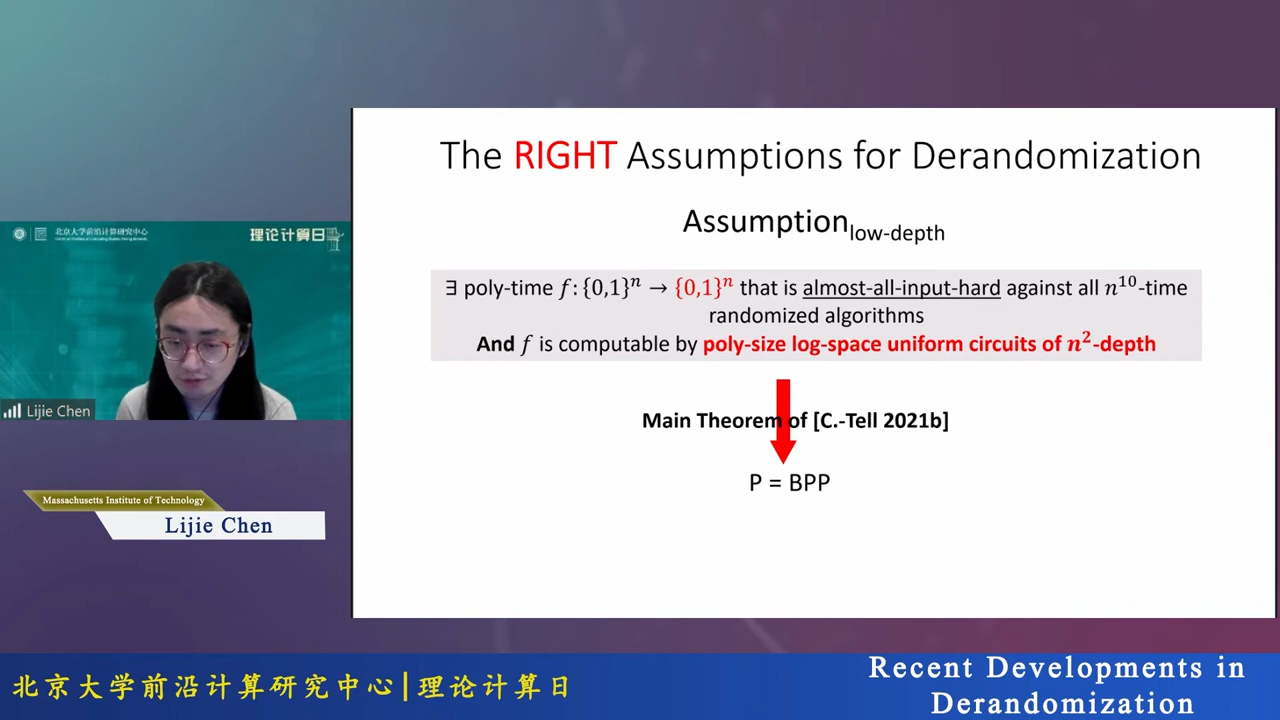 The RIGHT Assumptions for Derandomization
Assumption_low-depth
∃ poly-time f: {0,1}^n → {0,1}^n that is almost-all-input-hard against all n^10-time
randomized algorithms
And f is computable by poly-size log-space uniform circuits of n^2-depth
Main Theorem of [C.-Tell 2021b]
P = BPP
北京大学前沿计算研究中心
理论计算日
Lijie Chen
Massachusetts Institute of Technology
Lijie Chen
北京大学前沿计算研究中心|理论计算日
Recent Developments in
Derandomization